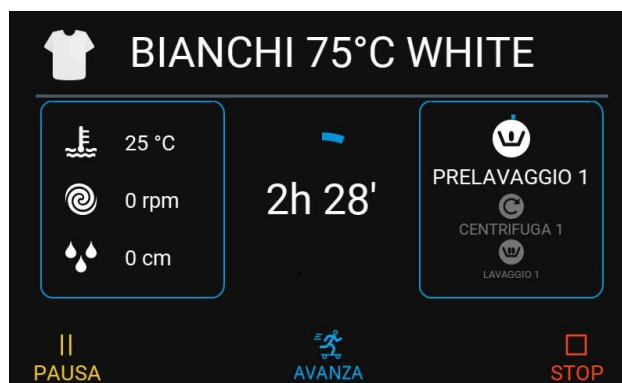 BIANCHI 75°C WHITE
25 °C
0 rpm
0 cm
2h 28'
PRELAVAGGIO 1
CENTRIFUGA 1
LAVAGGIO 1
PAUSA
AVANZA
STOP